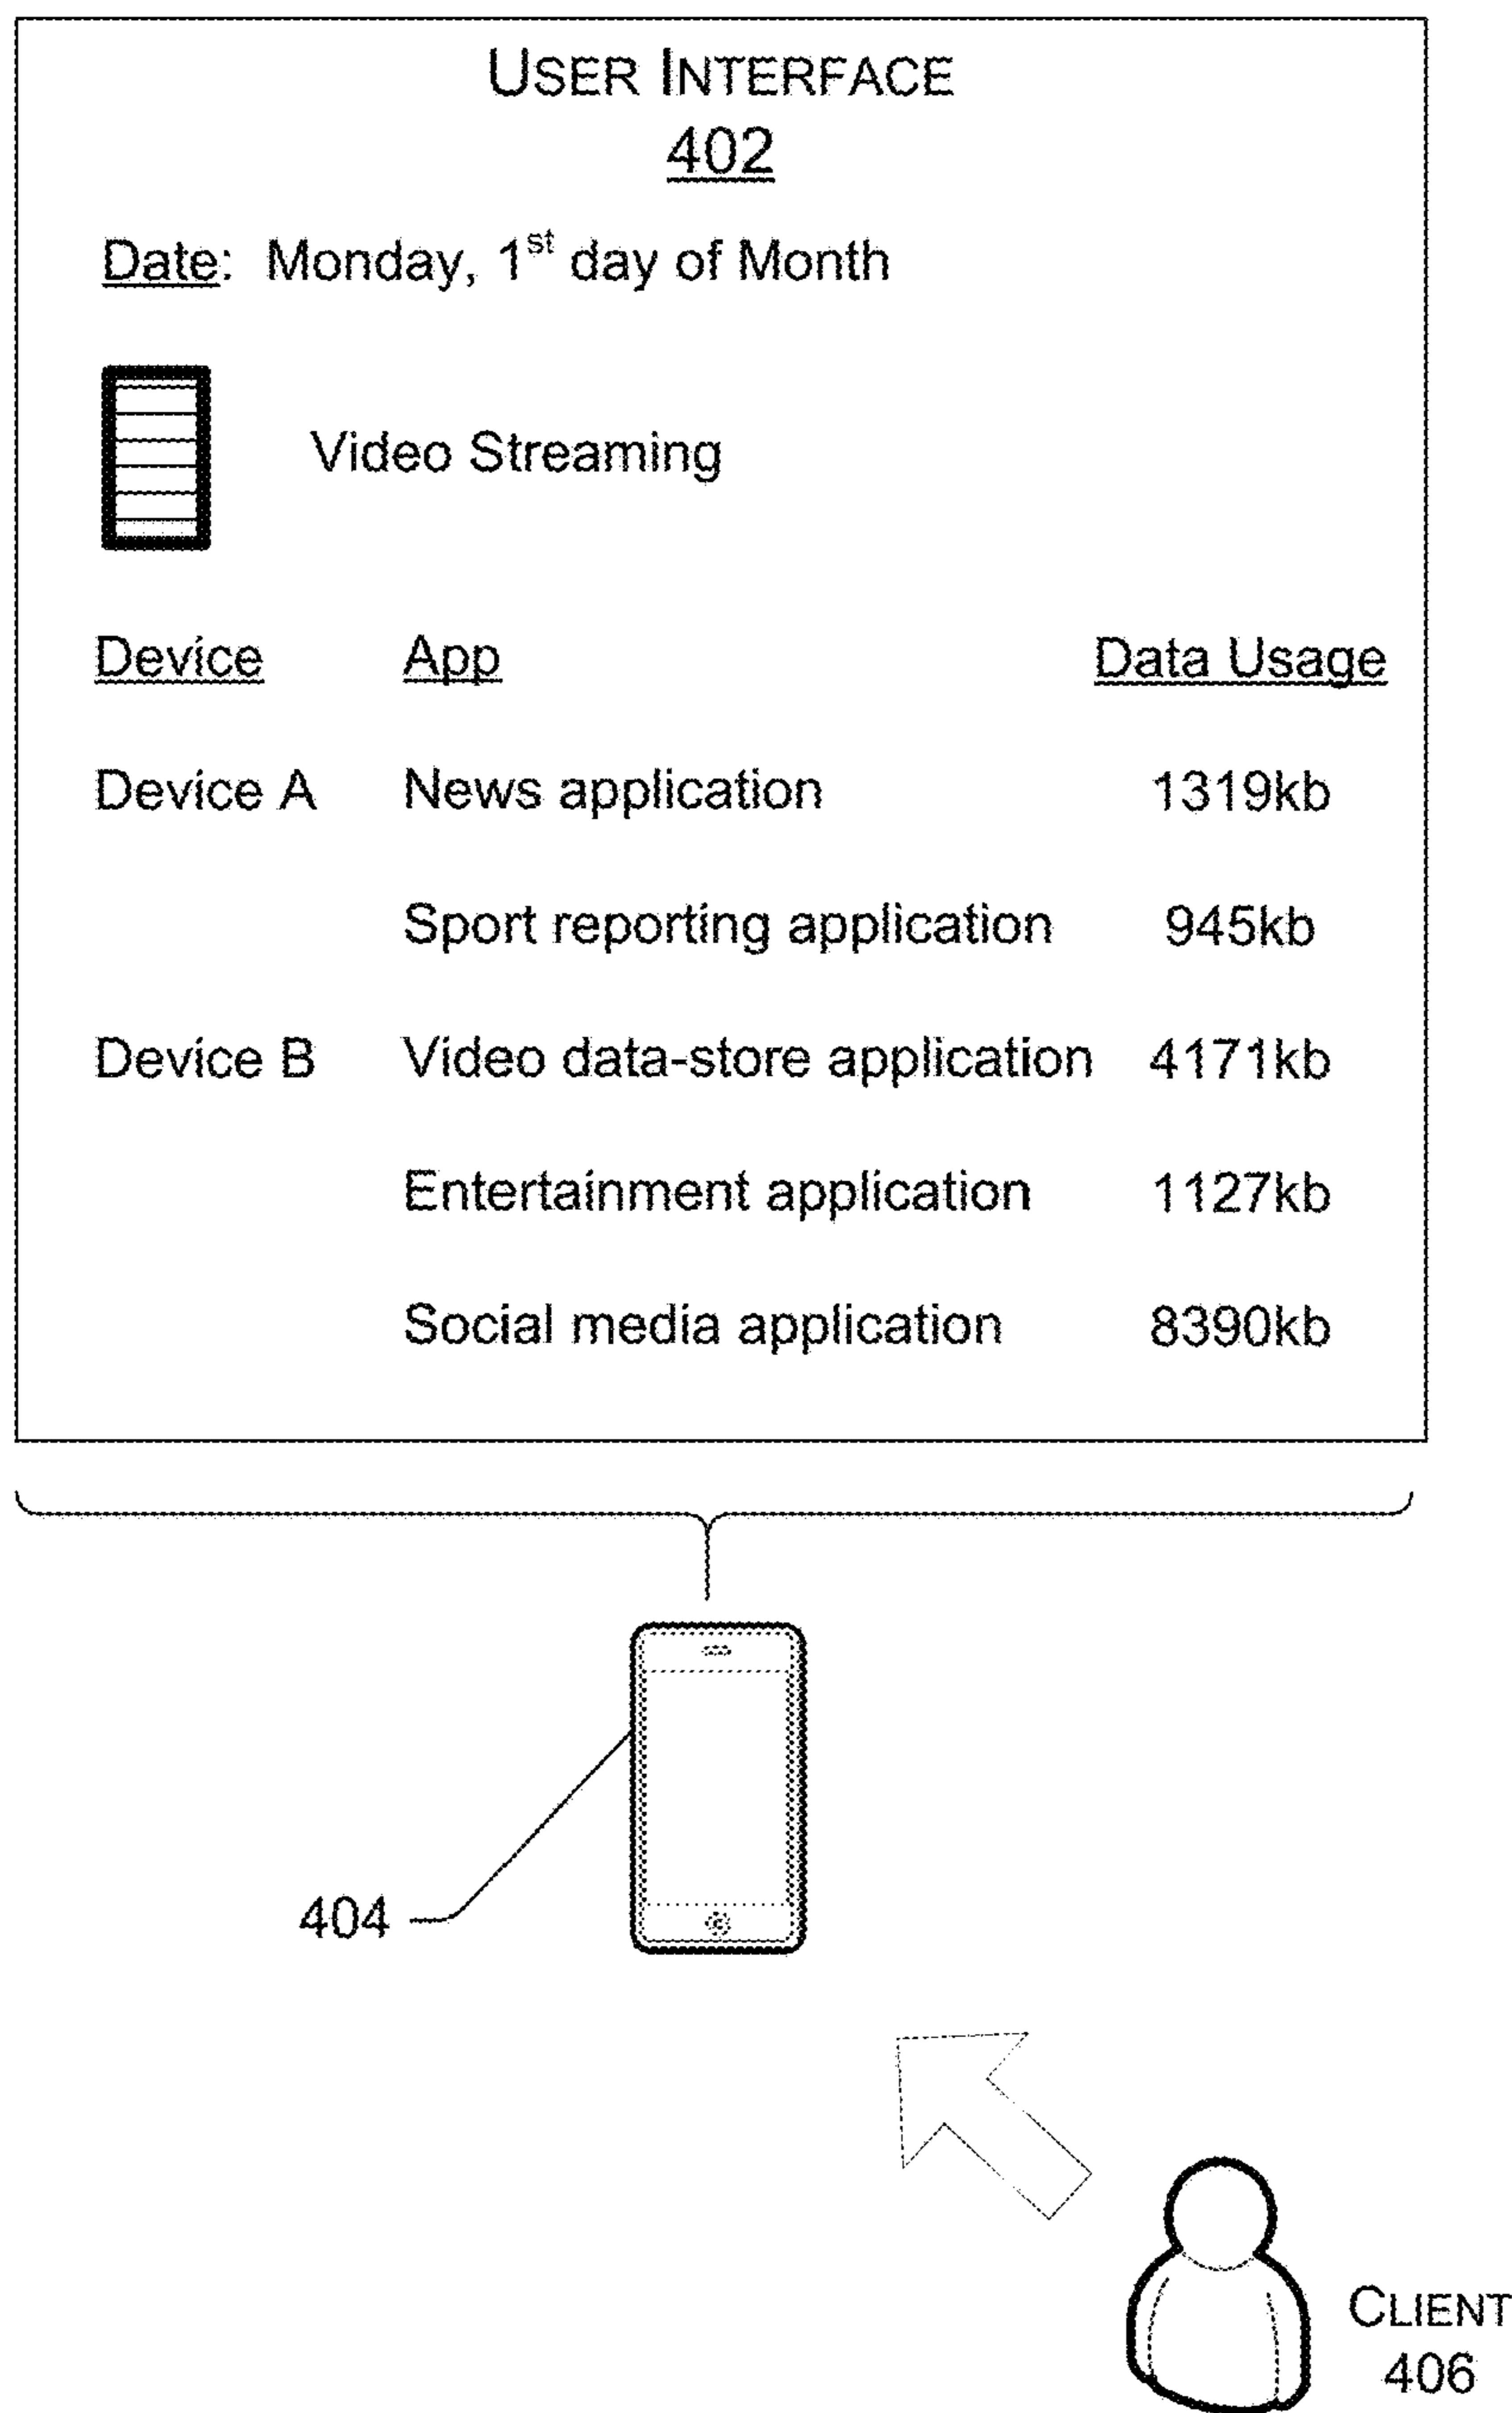 USER INTERFACE
402
Date: Monday, 1st day of Month
Video Streaming
Device App Data Usage
Device A News application 1319kb
Sport reporting application 945kb
Device B Video data-store application 4171kb
Entertainment application 1127kb
Social media application 8390kb
404
CLIENT
406